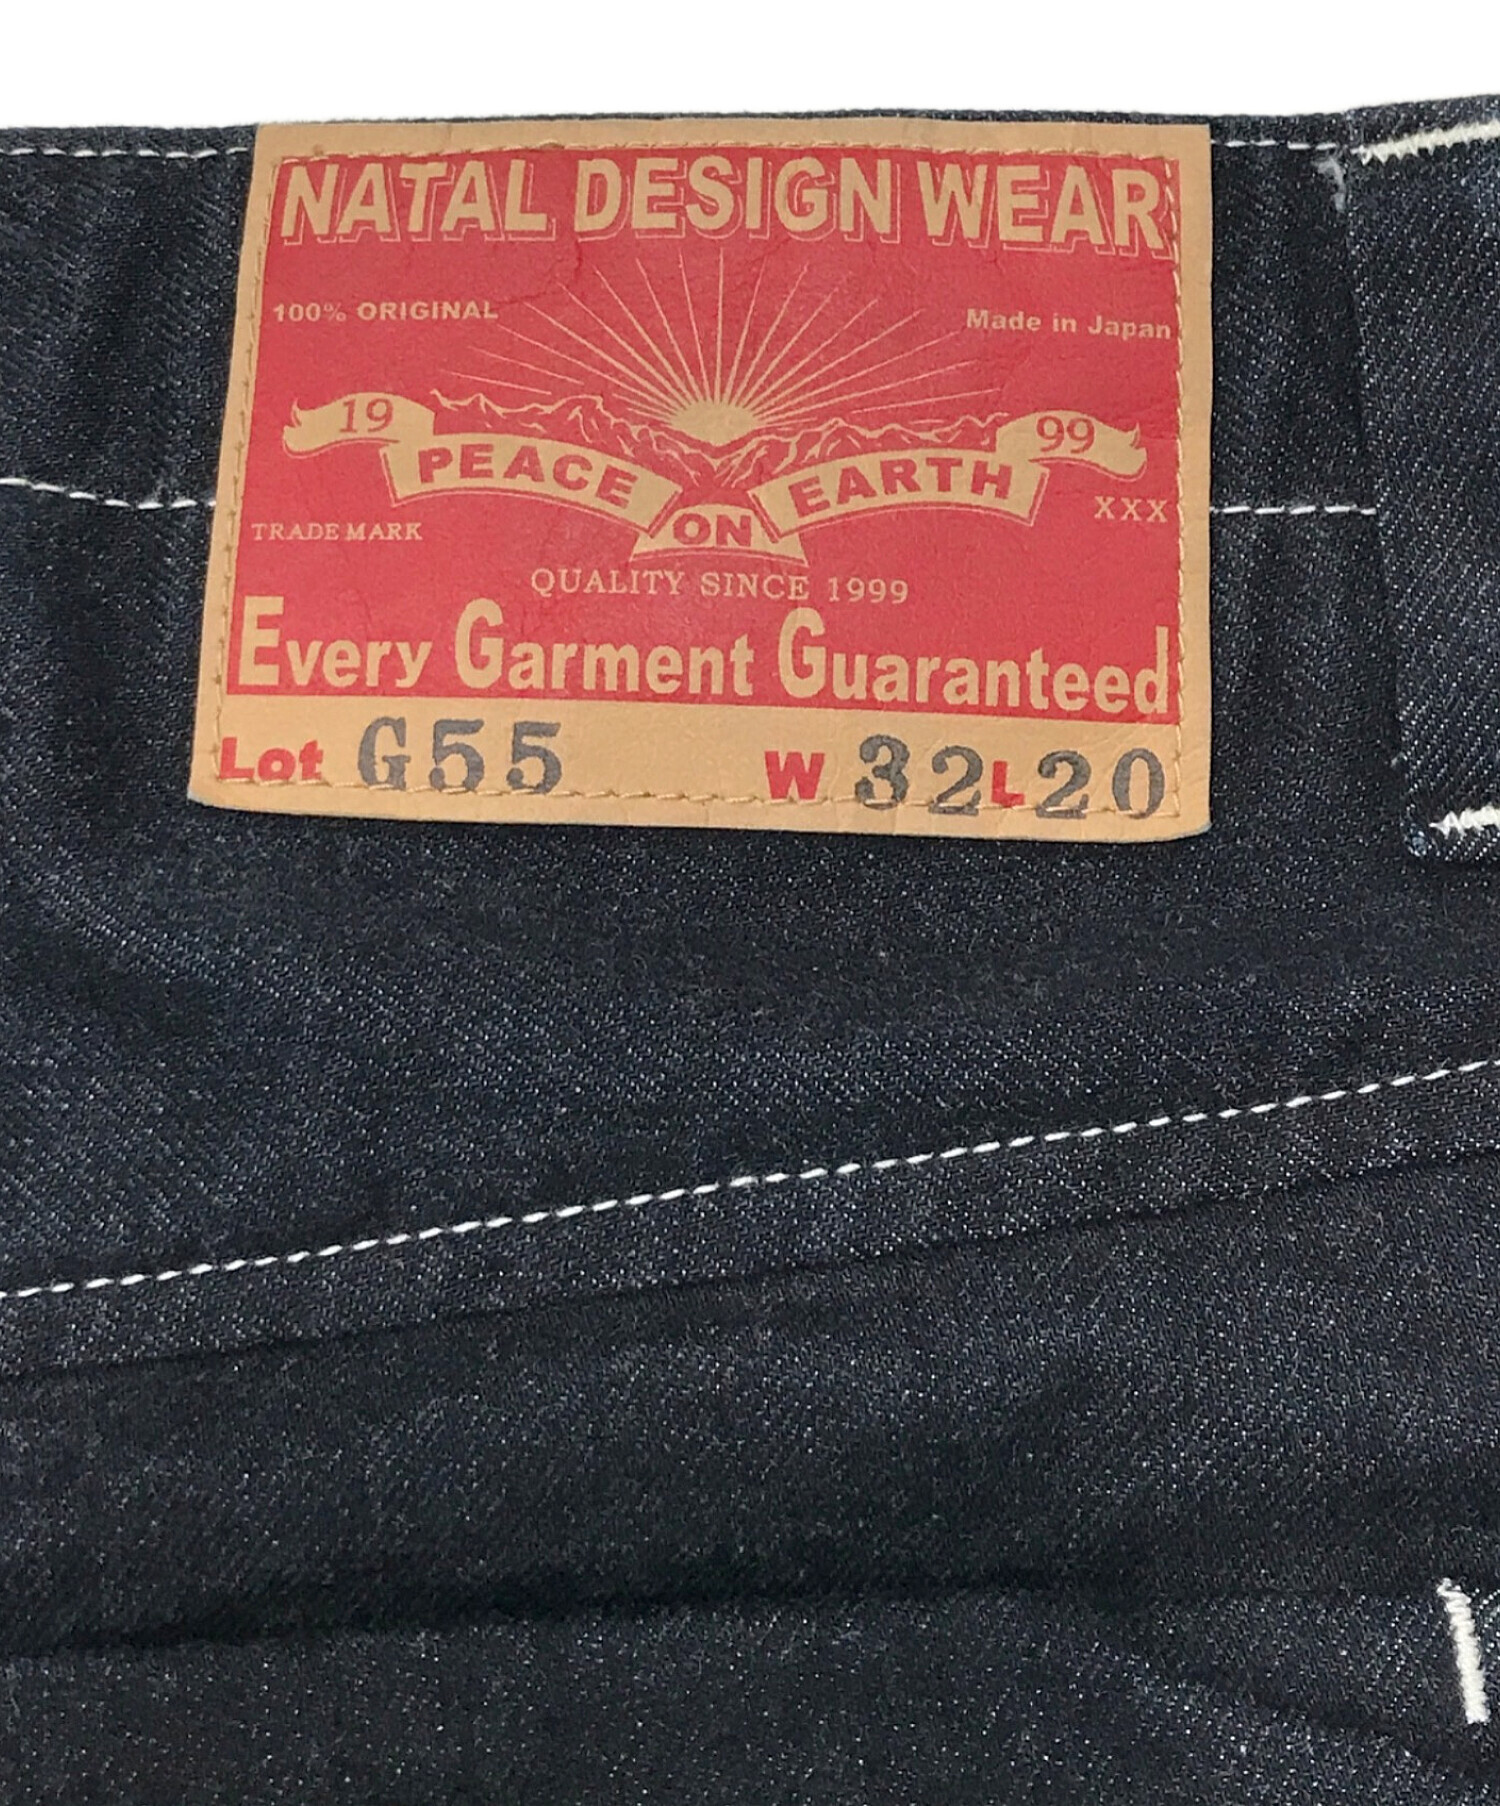 NATAL DESIGN WEAR
100% ORIGINAL
Made in Japan
19
99
PEACE ON EARTH
TRADE MARK
XXX
QUALITY SINCE 1999
Every Garment Guaranteed
Lot G55 W 32 L 20